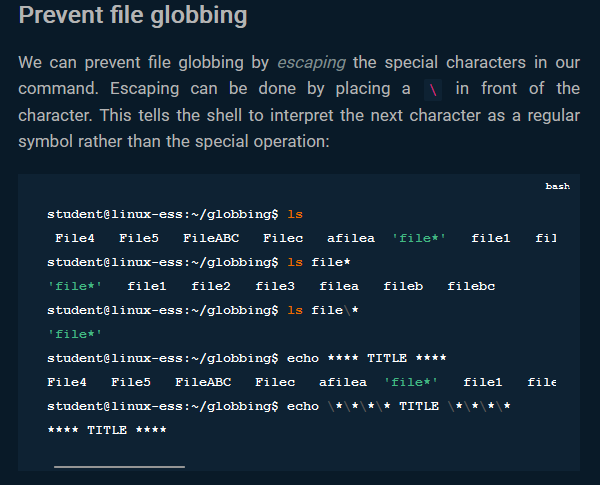 Prevent file globbing
We can prevent file globbing by escaping the special characters in our
command. Escaping can be done by placing a \ in front of the
character. This tells the shell to interpret the next character as a regular
symbol rather than the special operation:
bash
student@linux-ess:~/globbing$ ls
File4 File5 FileABC Filec afilea 'file*' file1 fil
student@linux-ess:~/globbing$ ls file*
'file*' file1 file2 file3 filea fileb filebc
student@linux-ess:~/globbing$ ls file\*
'file*'
student@linux-ess:~/globbing$ echo **** TITLE ****
File4 File5 FileABC Filec afilea 'file*' file1 file
student@linux-ess:~/globbing$ echo \*\*\*\* TITLE \*\*\*\*
**** TITLE ****